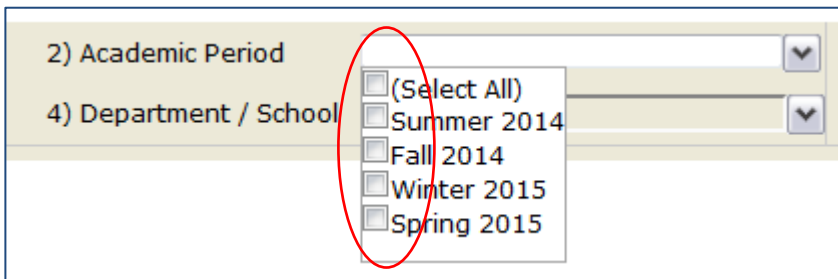 2) Academic Period
(Select All)
4) Department / School
Summer 2014
Fall 2014
Winter 2015
Spring 2015